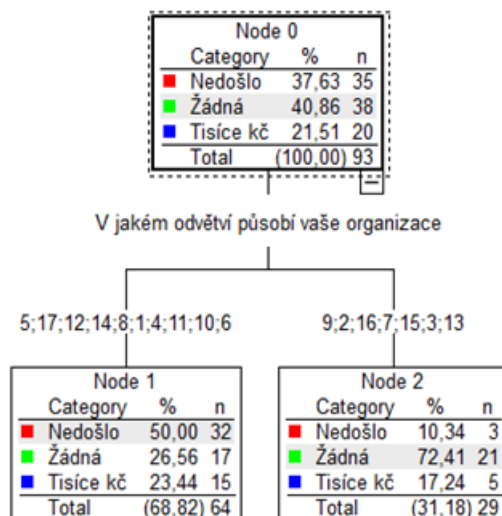 Node 0
Category % n
Nedošlo 37,63 35
Žádná 40,86 38
Tisíce kč 21,51 20
Total (100,00) 93
V jakém odvětví působí vaše organizace
5;17;12;14;8;1;4;11;10;6
9;2;16;7;15;3;13
Node 1
Category % n
Nedošlo 50,00 32
Žádná 26,56 17
Tisíce kč 23,44 15
Total (68,82) 64
Node 2
Category % n
Nedošlo 10,34 3
Žádná 72,41 21
Tisíce kč 17,24 5
Total (31,18) 29